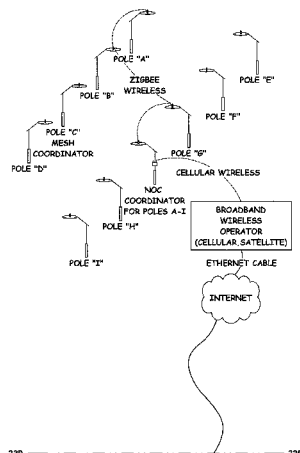 POLE "A"
ZIGBEE
WIRELESS
POLE "B"
POLE "E"
POLE "F"
POLE "C"
MESH
COORDINATOR
POLE "G"
POLE "D"
CELLULAR WIRELESS
NOC
COORDINATOR
FOR POLES A-I
POLE "H"
BROADBAND
WIRELESS
OPERATOR
(CELLULAR, SATELLITE)
ETHERNET CABLE
POLE "I"
INTERNET